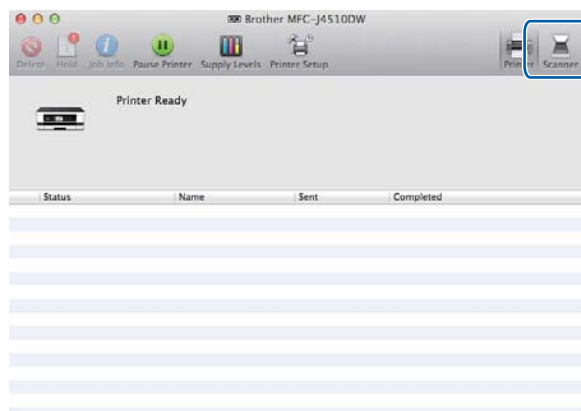 Brother MFC-J4510DW
Delete Hold Job Info Pause Printer Supply Levels Printer Setup Printer Scanner
Printer Ready
Status Name Sent Completed